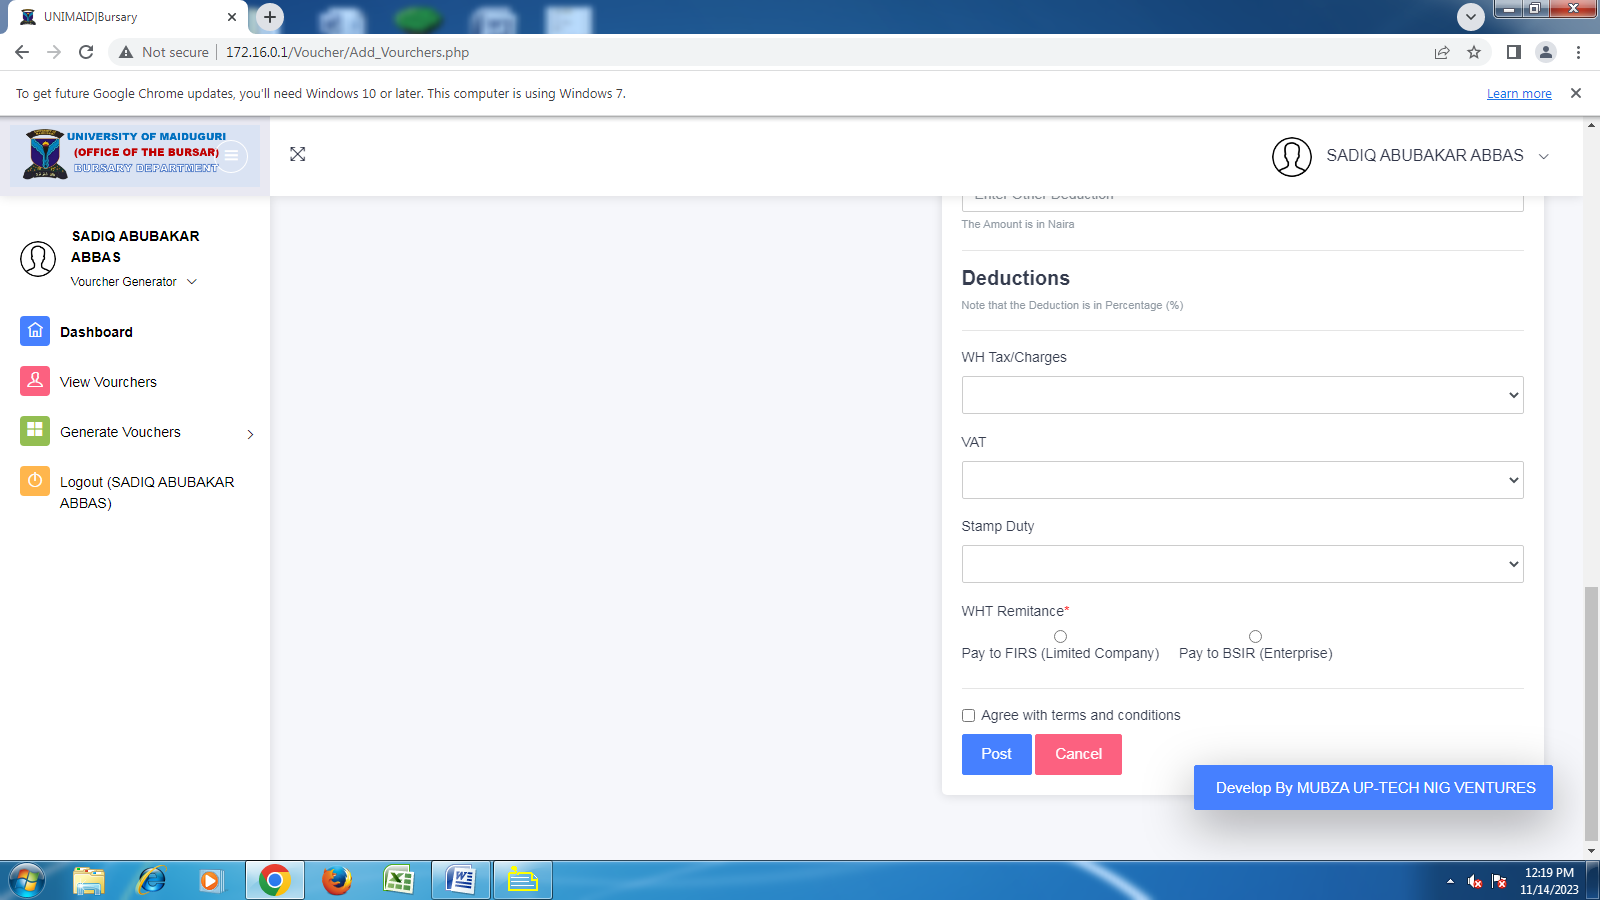 UNIMAID|Bursary
Not secure
172.16.0.1/Voucher/Add_Vourchers.php
To get future Google Chrome updates, you'll need Windows 10 or later. This computer is using Windows 7.
Learn more
UNIVERSITY OF MAIDUGURI
(OFFICE OF THE BURSAR)
BURSARY DEPARTMENT
SADIQ ABUBAKAR ABBAS
SADIQ ABUBAKAR
ABBAS
Vourcher Generator
Dashboard
View Vourchers
Generate Vouchers
Logout (SADIQ ABUBAKAR
ABBAS)
Enter Other Deduction
The Amount is in Naira
Deductions
Note that the Deduction is in Percentage (%)
WH Tax/Charges
VAT
Stamp Duty
WHT Remitance*
Pay to FIRS (Limited Company)
Pay to BSIR (Enterprise)
Agree with terms and conditions
Post
Cancel
Develop By MUBZA UP-TECH NIG VENTURES
12:19 PM
11/14/2023